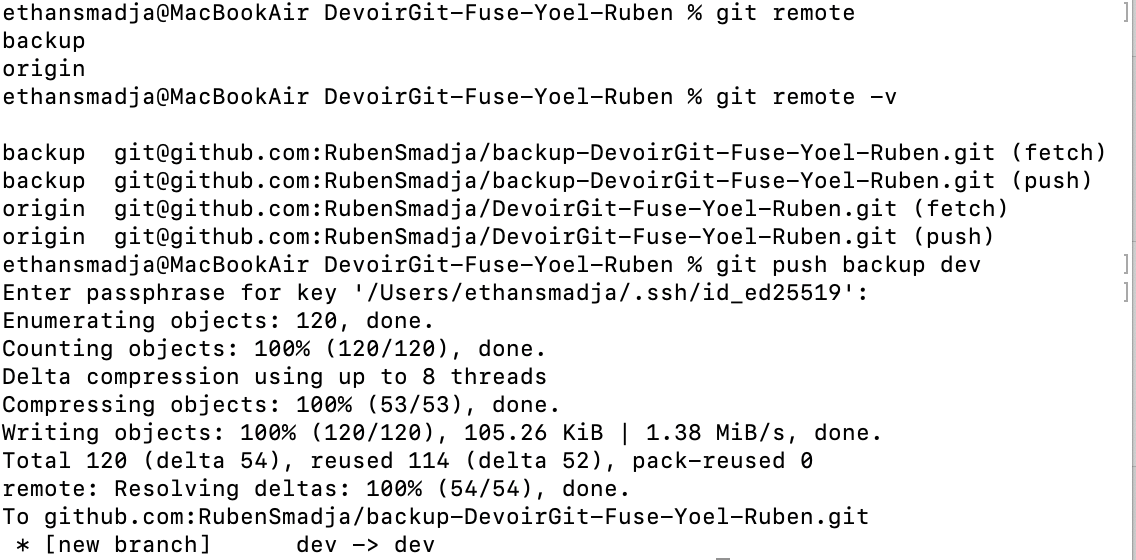 ethansmadja@MacBookAir DevoirGit-Fuse-Yoel-Ruben % git remote ]
backup
origin
ethansmadja@MacBookAir DevoirGit-Fuse-Yoel-Ruben % git remote -v
backup  git@github.com:RubenSmadja/backup-DevoirGit-Fuse-Yoel-Ruben.git (fetch)
backup  git@github.com:RubenSmadja/backup-DevoirGit-Fuse-Yoel-Ruben.git (push)
origin  git@github.com:RubenSmadja/DevoirGit-Fuse-Yoel-Ruben.git (fetch)
origin  git@github.com:RubenSmadja/DevoirGit-Fuse-Yoel-Ruben.git (push)
ethansmadja@MacBookAir DevoirGit-Fuse-Yoel-Ruben % git push backup dev ]
Enter passphrase for key '/Users/ethansmadja/.ssh/id_ed25519': ]
Enumerating objects: 120, done.
Counting objects: 100% (120/120), done.
Delta compression using up to 8 threads
Compressing objects: 100% (53/53), done.
Writing objects: 100% (120/120), 105.26 KiB | 1.38 MiB/s, done.
Total 120 (delta 54), reused 114 (delta 52), pack-reused 0
remote: Resolving deltas: 100% (54/54), done.
To github.com:RubenSmadja/backup-DevoirGit-Fuse-Yoel-Ruben.git
 * [new branch]      dev -> dev